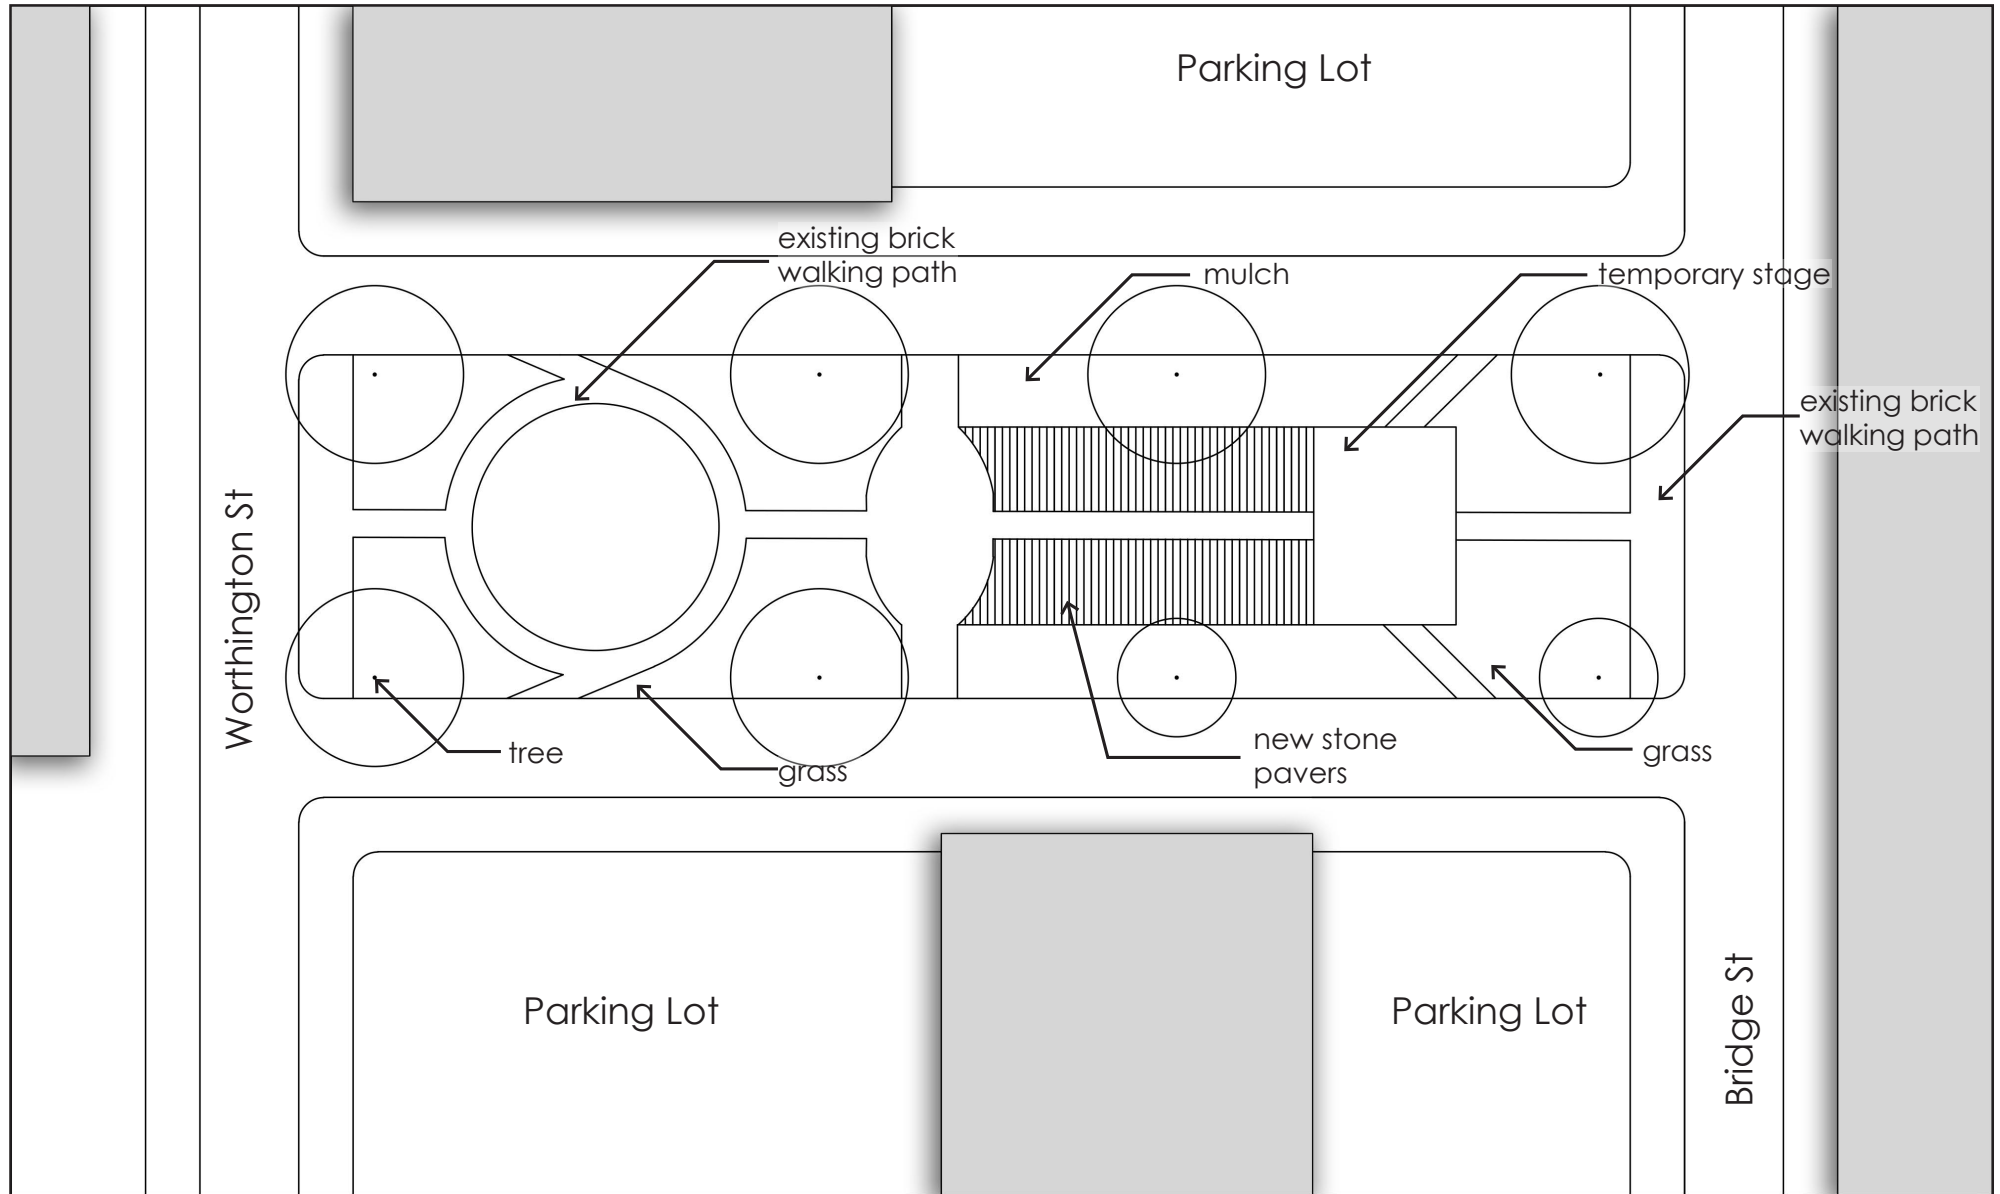 Parking Lot
existing brick
walking path
mulch
temporary stage
existing brick
walking path
Worthington St
tree
grass
new stone
pavers
grass
Parking Lot
Parking Lot
Bridge St